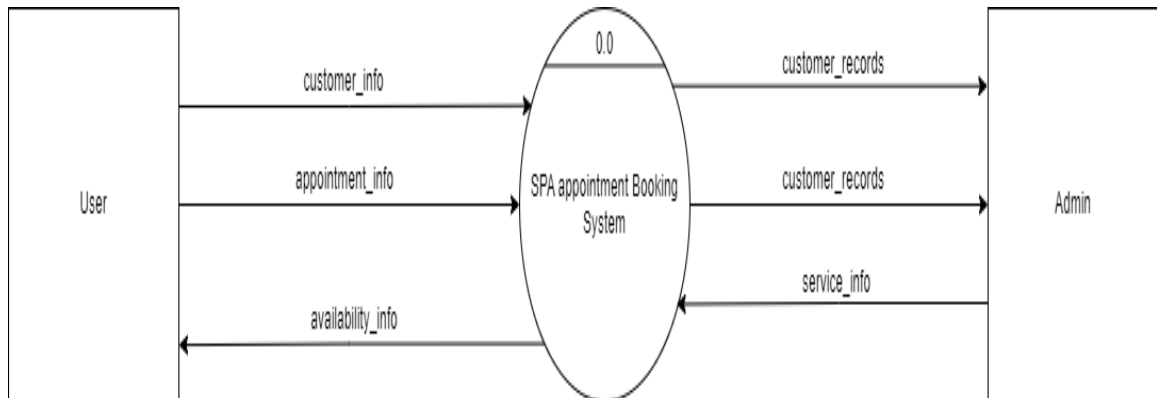 0.0
customer_info
customer_records
appointment_info
customer_records
User
SPA appointment Booking
System
Admin
service_info
availability_info